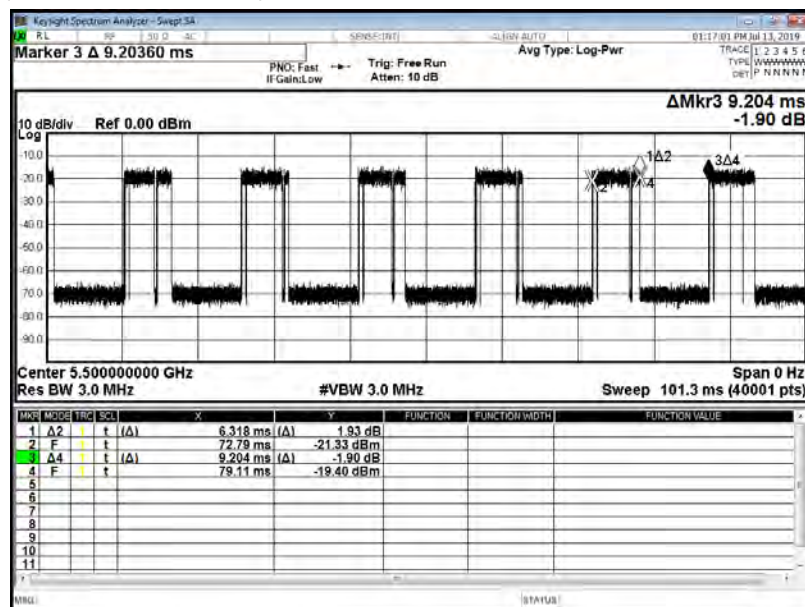 Keysight Spectrum Analyzer - Swept SA
RL RF 50 Ω AC SENSE:INT ALIGN AUTO 01:17:01 PM Jul 13, 2019
Marker 3 Δ 9.20360 ms
PNO: Fast Trig: Free Run Avg Type: Log-Pwr TRACE 1 2 3 4 5 6
IFGain:Low Atten: 10 dB TYPE WWWWWW
DET P N N N N
ΔMkr3 9.204 ms
-1.90 dB
10 dB/div Ref 0.00 dBm
Log
-10.0
-20.0
-30.0
-40.0
-50.0
-60.0
-70.0
-80.0
-90.0
1Δ2
3Δ4
2
4
Center 5.500000000 GHz Span 0 Hz
Res BW 3.0 MHz #VBW 3.0 MHz Sweep 101.3 ms (40001 pts)
MKR MODE TRC SCL X Y FUNCTION FUNCTION WIDTH FUNCTION VALUE
1 Δ2 1 t (Δ) 6.318 ms (Δ) 1.93 dB
2 F 1 t 72.79 ms -21.33 dBm
3 Δ4 1 t (Δ) 9.204 ms (Δ) -1.90 dB
4 F 1 t 79.11 ms -19.40 dBm
5
6
7
8
9
10
11
MSG STATUS